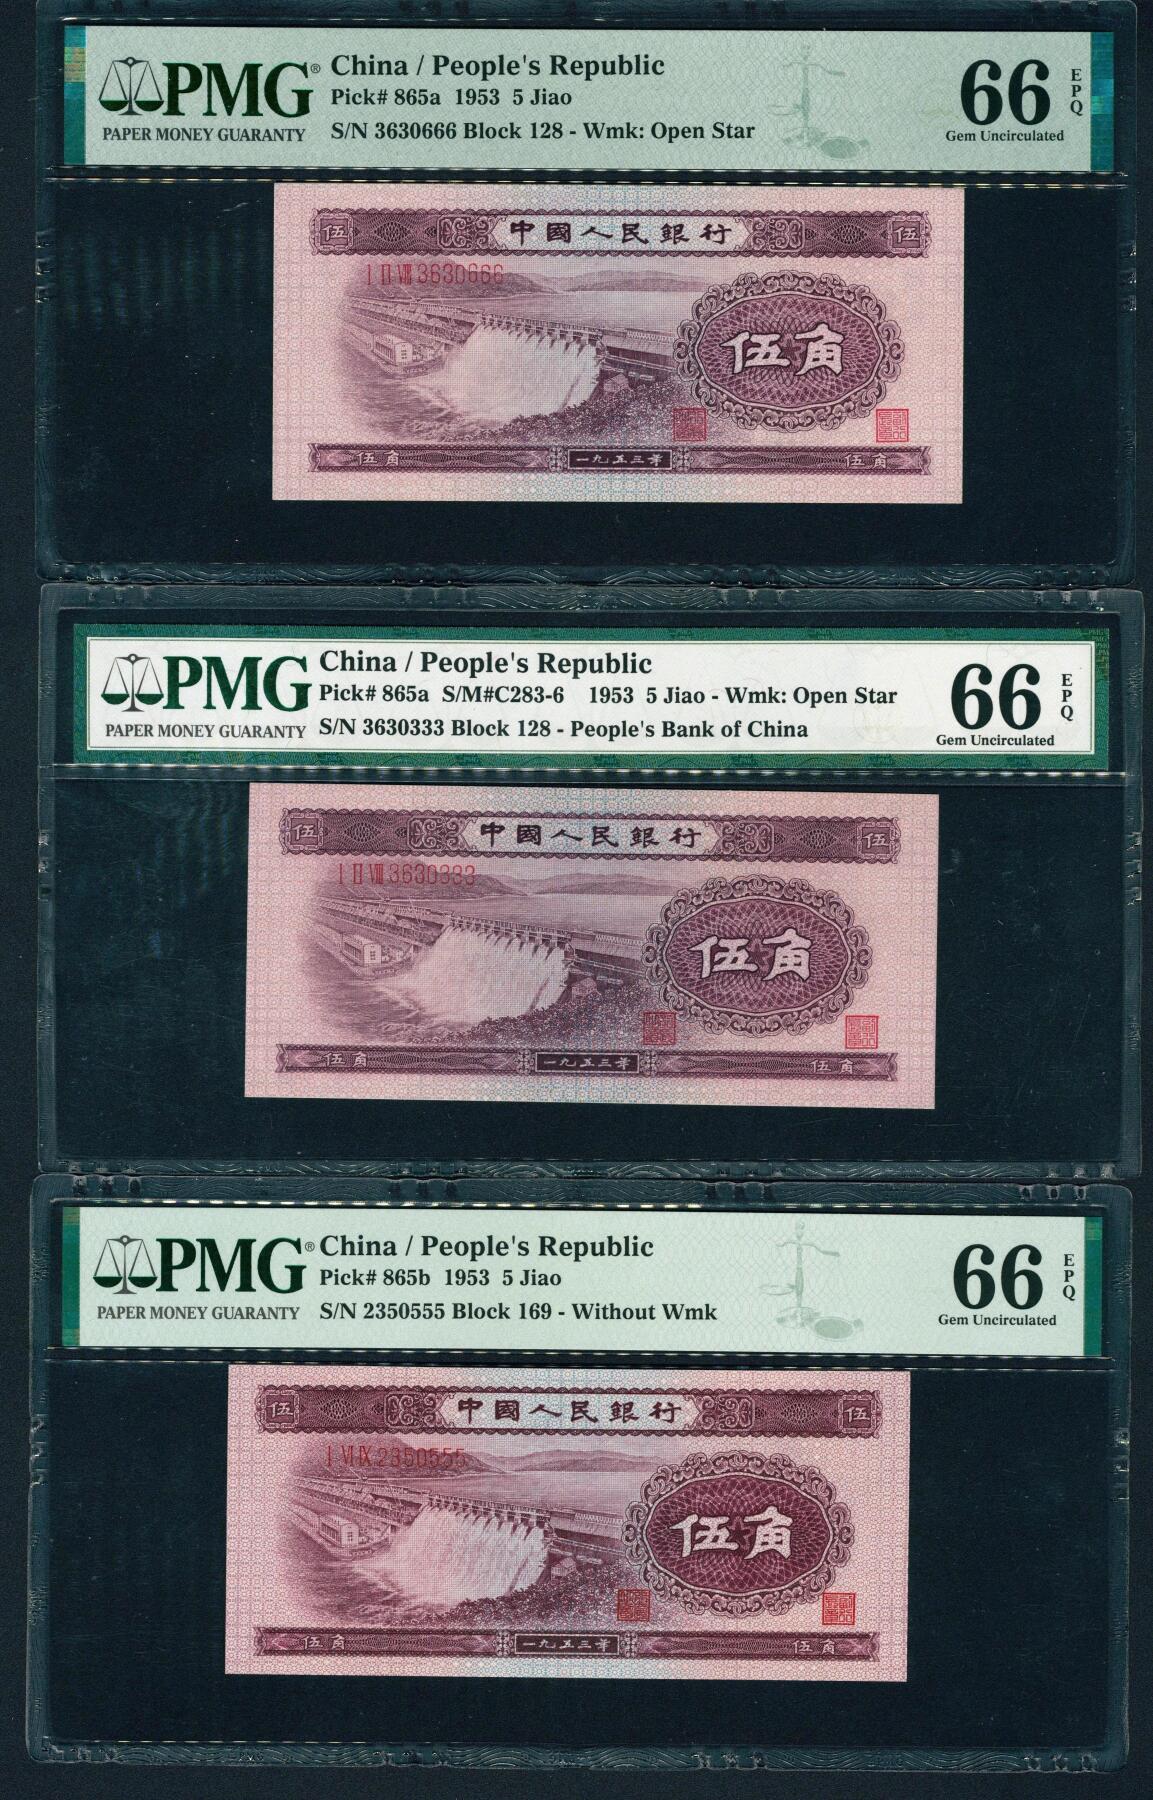 PMG®
PAPER MONEY GUARANTY
China / People's Republic
Pick# 865a 1953 5 Jiao
S/N 3630666 Block 128 - Wmk: Open Star
66 EPQ
Gem Uncirculated
伍 中國人民銀行 伍
I II VIII 3630666
伍角
伍角 一九五三年 伍角
PMG
PAPER MONEY GUARANTY
China / People's Republic
Pick# 865a S/M#C283-6 1953 5 Jiao - Wmk: Open Star
S/N 3630333 Block 128 - People's Bank of China
66 EPQ
Gem Uncirculated
伍 中國人民銀行 伍
I II VIII 3630333
伍角
伍角 一九五三年 伍角
PMG®
PAPER MONEY GUARANTY
China / People's Republic
Pick# 865b 1953 5 Jiao
S/N 2350555 Block 169 - Without Wmk
66 EPQ
Gem Uncirculated
伍 中國人民銀行 伍
I VI IX 2350555
伍角
伍角 一九五三年 伍角